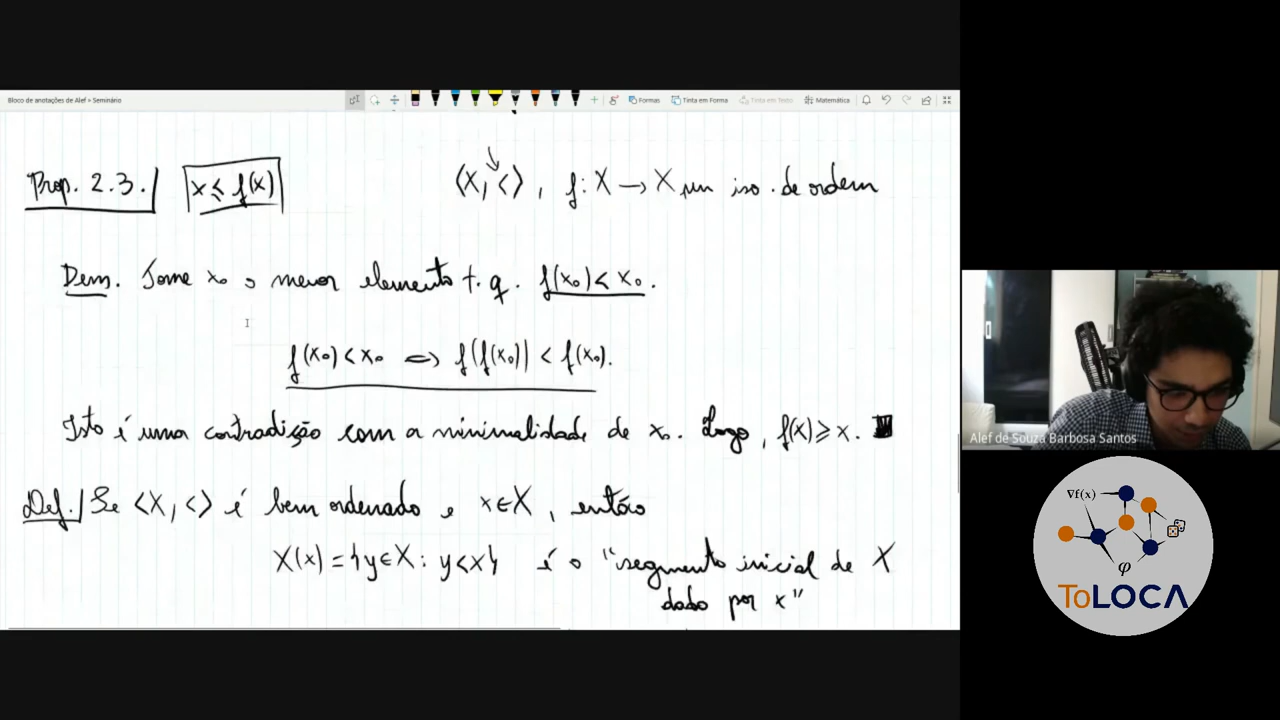 Bloco de anotações de Alef » Seminário
Formas Tinta em Forma Tinta em Texto Matemática
Prop. 2.3. x ≤ f(x) ⟨X, <⟩, f: X → X um iso. de ordem
Dem. Tome x₀ o menor elemento t. q. f(x₀) < x₀.
f(x₀) < x₀ ⇔ f(f(x₀)) < f(x₀).
Isto é uma contradição com a minimalidade de x₀. Logo, f(x) ⩾ x. ■
Def. Se ⟨X, <⟩ é bem ordenado e x ∈ X, então
X(x) = {y ∈ X : y < x} é o "segmento inicial de X
dado por x"
Alef de Souza Barbosa Santos
∇f(x)
φ
ToLOCA